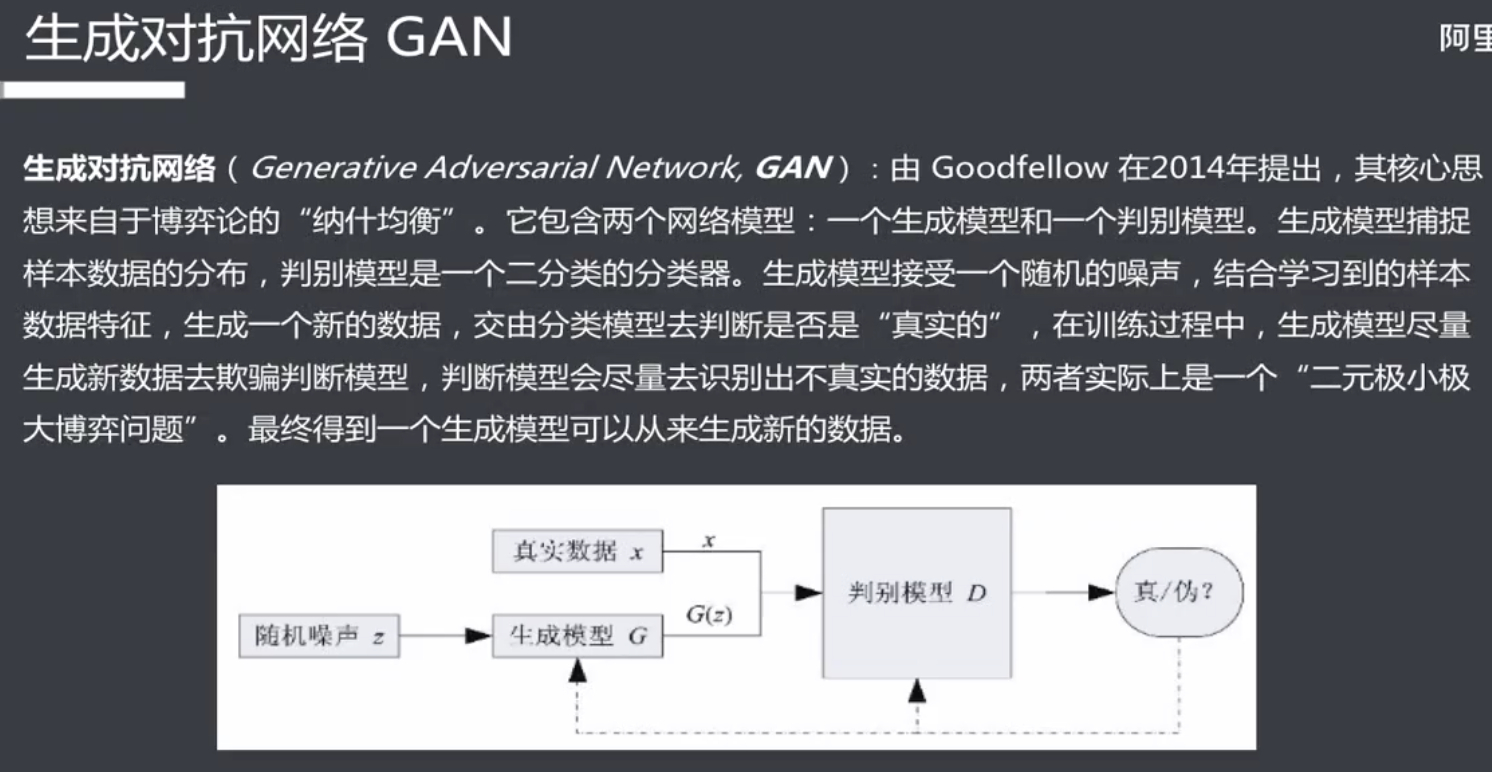 生成对抗网络 GAN
阿里
生成对抗网络（Generative Adversarial Network, GAN）：由 Goodfellow 在2014年提出，其核心思
想来自于博弈论的“纳什均衡”。它包含两个网络模型：一个生成模型和一个判别模型。生成模型捕捉
样本数据的分布，判别模型是一个二分类的分类器。生成模型接受一个随机的噪声，结合学习到的样本
数据特征，生成一个新的数据，交由分类模型去判断是否是“真实的”，在训练过程中，生成模型尽量
生成新数据去欺骗判断模型，判断模型会尽量去识别出不真实的数据，两者实际上是一个“二元极小极
大博弈问题”。最终得到一个生成模型可以从来生成新的数据。
真实数据 x
x
判别模型 D
真/伪?
随机噪声 z
生成模型 G
G(z)